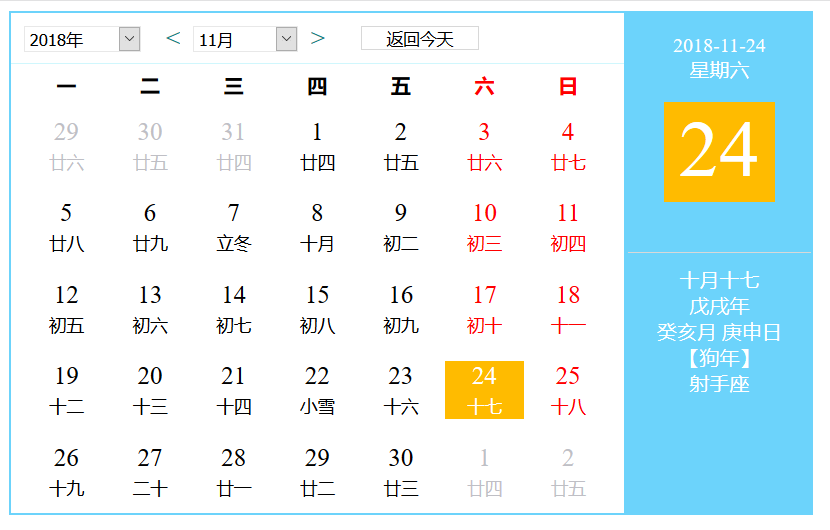 2018年 < 11月 > 返回今天
一 二 三 四 五 六 日
29 30 31 1 2 3 4
廿六 廿五 廿四 廿四 廿五 廿六 廿七
5 6 7 8 9 10 11
廿八 廿九 立冬 十月 初二 初三 初四
12 13 14 15 16 17 18
初五 初六 初七 初八 初九 初十 十一
19 20 21 22 23 24 25
十二 十三 十四 小雪 十六 十七 十八
26 27 28 29 30 1 2
十九 二十 廿一 廿二 廿三 廿四 廿五
2018-11-24
星期六
24
十月十七
戊戌年
癸亥月 庚申日
【狗年】
射手座